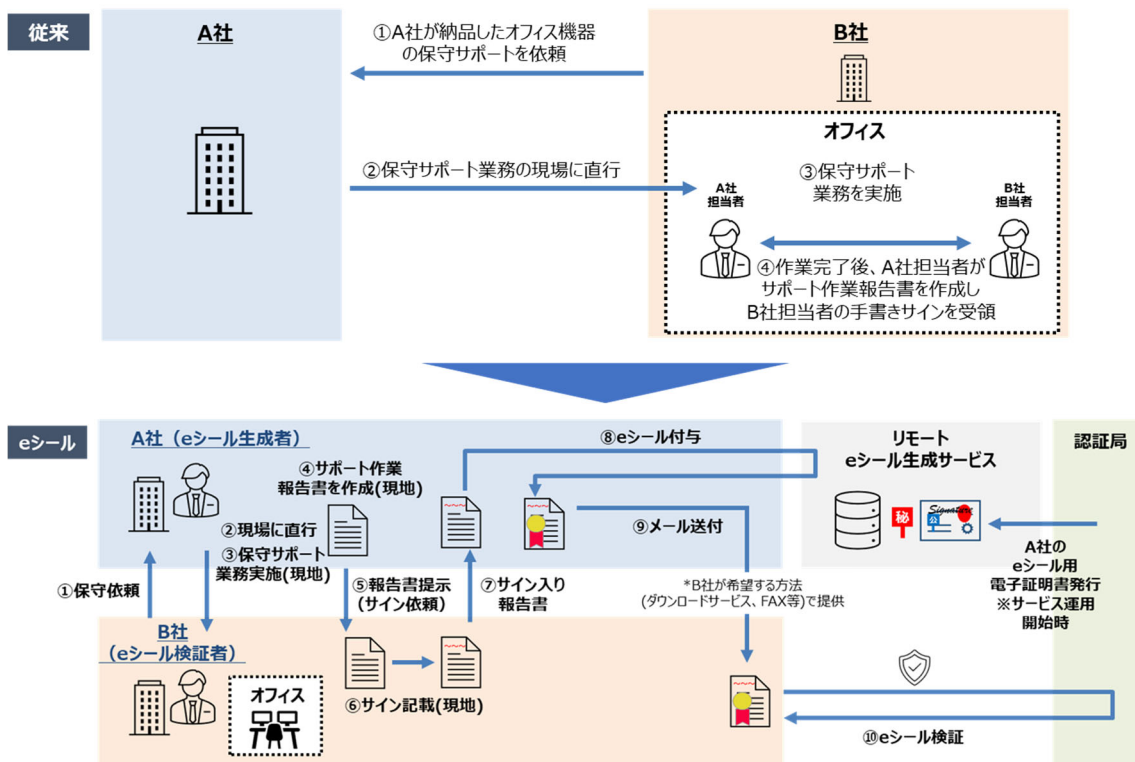 従来
A社
①A社が納品したオフィス機器
の保守サポートを依頼
B社
オフィス
②保守サポート業務の現場に直行
③保守サポート
業務を実施
A社
担当者
B社
担当者
④作業完了後、A社担当者が
サポート作業報告書を作成し
B社担当者の手書きサインを受領
eシール
A社（eシール生成者）
④サポート作業
報告書を作成(現地)
⑧eシール付与
リモート
eシール生成サービス
認証局
秘
公
Signature
②現場に直行
③保守サポート
業務実施(現地)
⑨メール送付
A社の
eシール用
電子証明書発行
※サービス運用
開始時
①保守依頼
⑤報告書提示
(サイン依頼)
⑦サイン入り
報告書
*B社が希望する方法
(ダウンロードサービス、FAX等)で提供
B社
（eシール検証者）
オフィス
⑥サイン記載(現地)
⑩eシール検証